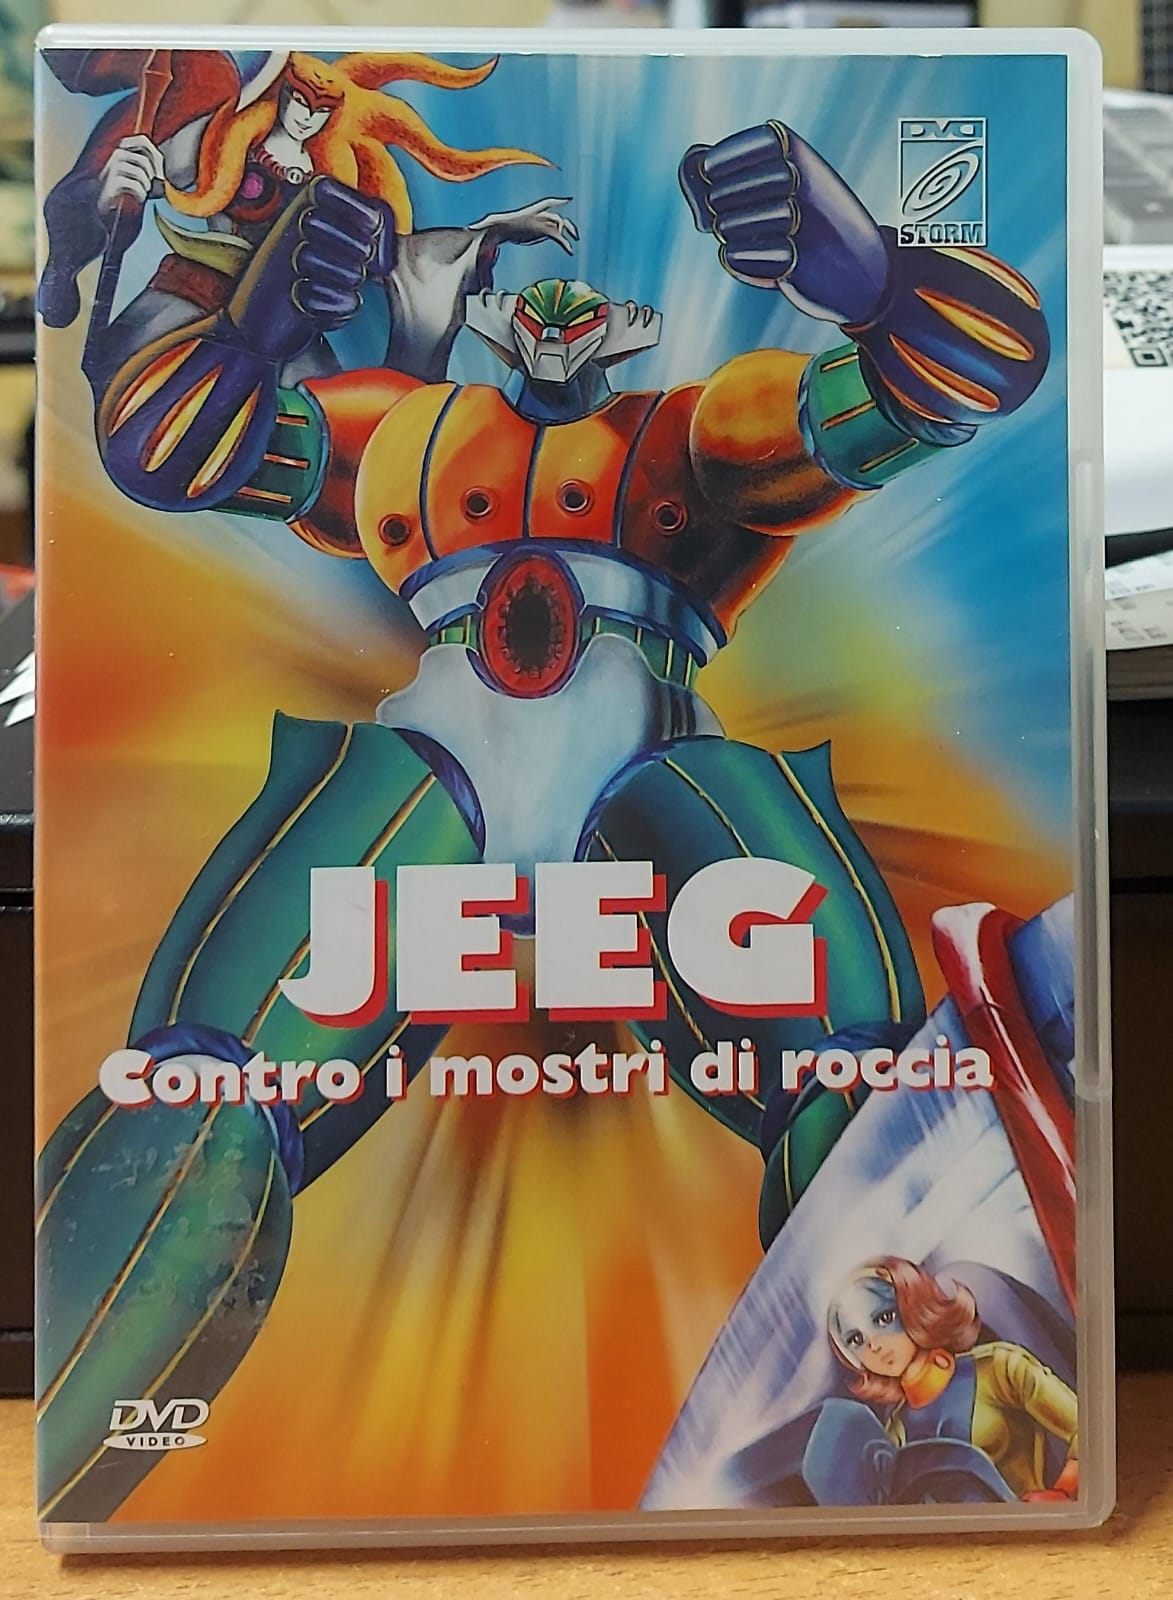 DVD
STORM
JEEG
Contro i mostri di roccia
DVD
VIDEO